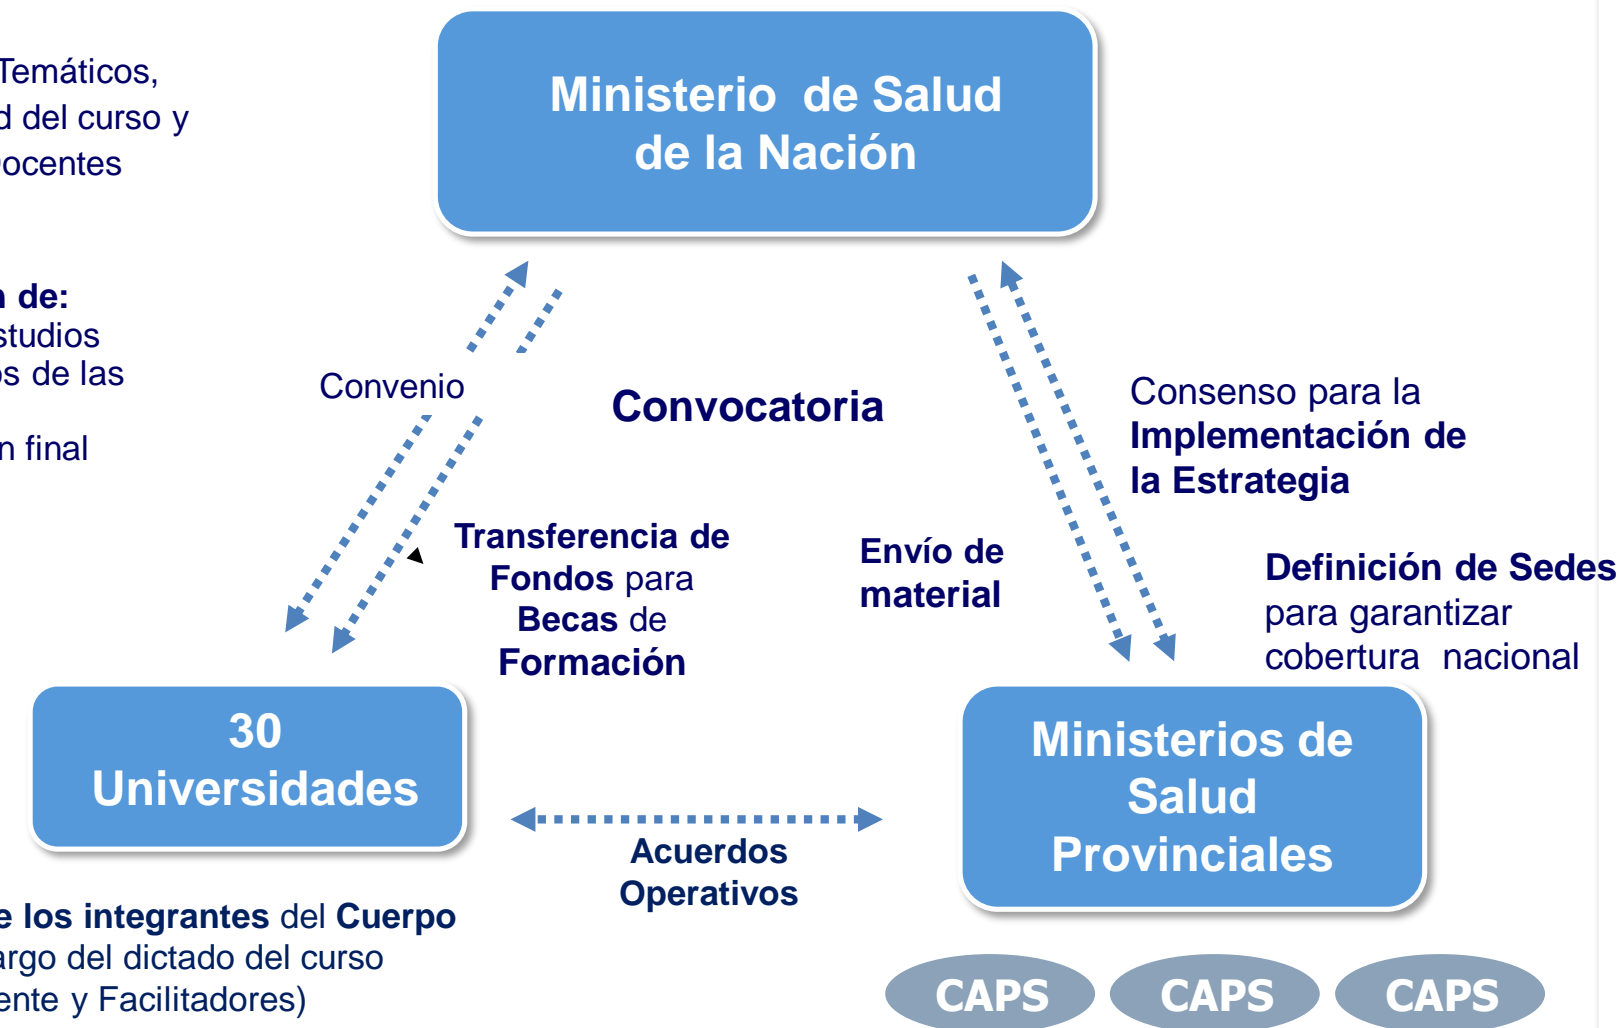 Temáticos,
del curso y
Ministerio de Salud
de la Nación
de:
os de las
final
Convenio
Convocatoria
Consenso para la
Implementación de
la Estrategia
Transferencia de
Fondos para
Becas de
Formación
Envío de
material
Definición de Sedes
para garantizar
cobertura nacional
30
Universidades
Ministerios de
Salud
Provinciales
Acuerdos
Operativos
e los integrantes del Cuerpo
argo del dictado del curso
ente y Facilitadores)
CAPS CAPS CAPS